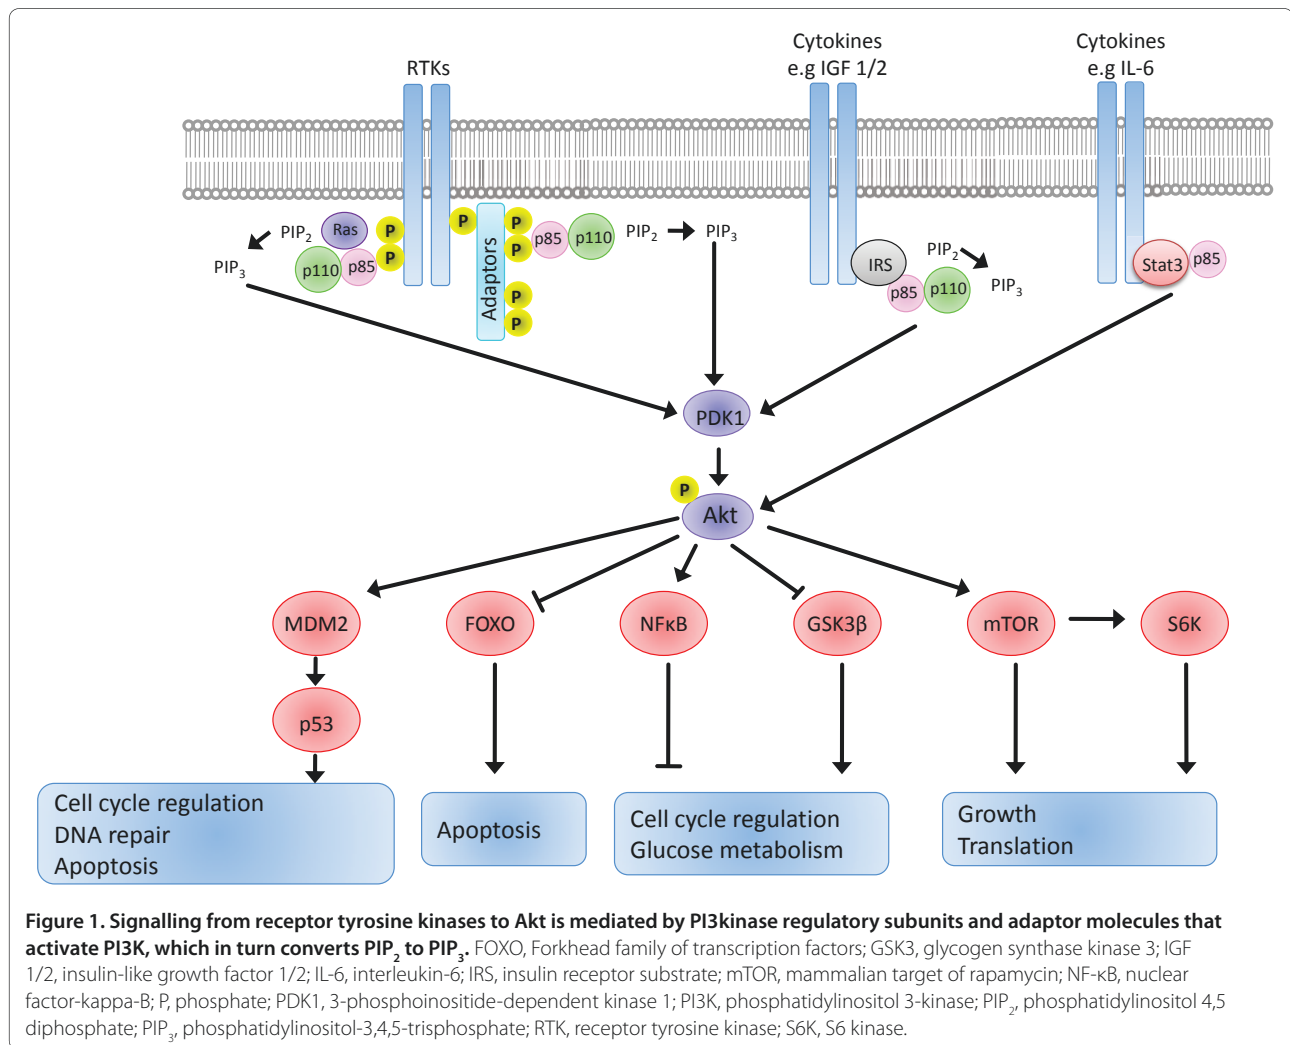 RTKs
Cytokines
e.g IGF 1/2
Cytokines
e.g IL-6
PIP₂
Ras
P
P
PIP₃
p110
p85
P
Adaptors
P
P
P
P
p85
p110
PIP₂
PIP₃
IRS
p85
p110
PIP₂
PIP₃
Stat3
p85
PDK1
P
Akt
MDM2
FOXO
NFκB
GSK3β
mTOR
S6K
p53
Cell cycle regulation
DNA repair
Apoptosis
Apoptosis
Cell cycle regulation
Glucose metabolism
Growth
Translation
Figure 1. Signalling from receptor tyrosine kinases to Akt is mediated by PI3kinase regulatory subunits and adaptor molecules that
activate PI3K, which in turn converts PIP₂ to PIP₃. FOXO, Forkhead family of transcription factors; GSK3, glycogen synthase kinase 3; IGF
1/2, insulin-like growth factor 1/2; IL-6, interleukin-6; IRS, insulin receptor substrate; mTOR, mammalian target of rapamycin; NF-κB, nuclear
factor-kappa-B; P, phosphate; PDK1, 3-phosphoinositide-dependent kinase 1; PI3K, phosphatidylinositol 3-kinase; PIP₂, phosphatidylinositol 4,5
diphosphate; PIP₃, phosphatidylinositol-3,4,5-trisphosphate; RTK, receptor tyrosine kinase; S6K, S6 kinase.